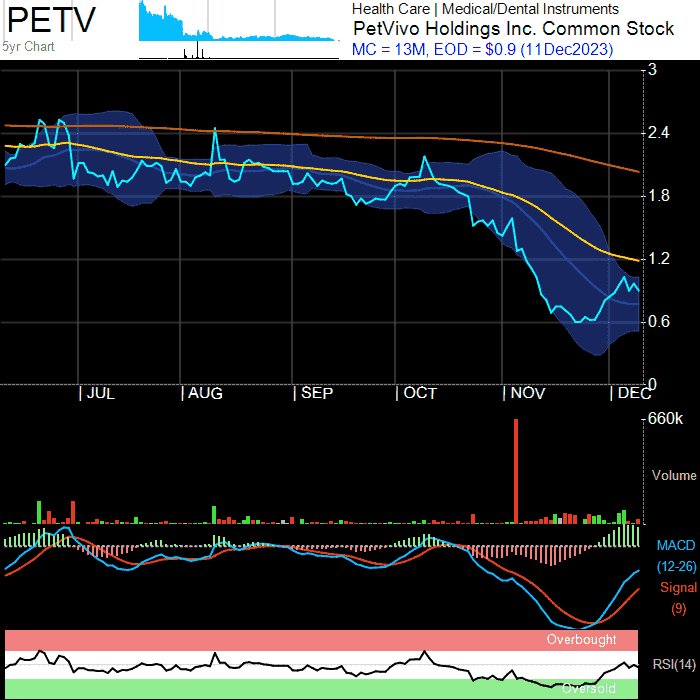 PETV
5yr Chart
Health Care | Medical/Dental Instruments
PetVivo Holdings Inc. Common Stock
MC = 13M, EOD = $0.9 (11Dec2023)
3
2.4
1.8
1.2
0.6
0
| JUL | AUG | SEP | OCT | NOV | DEC
660k
Volume
MACD
(12-26)
Signal
(9)
Overbought
RSI(14)
Oversold